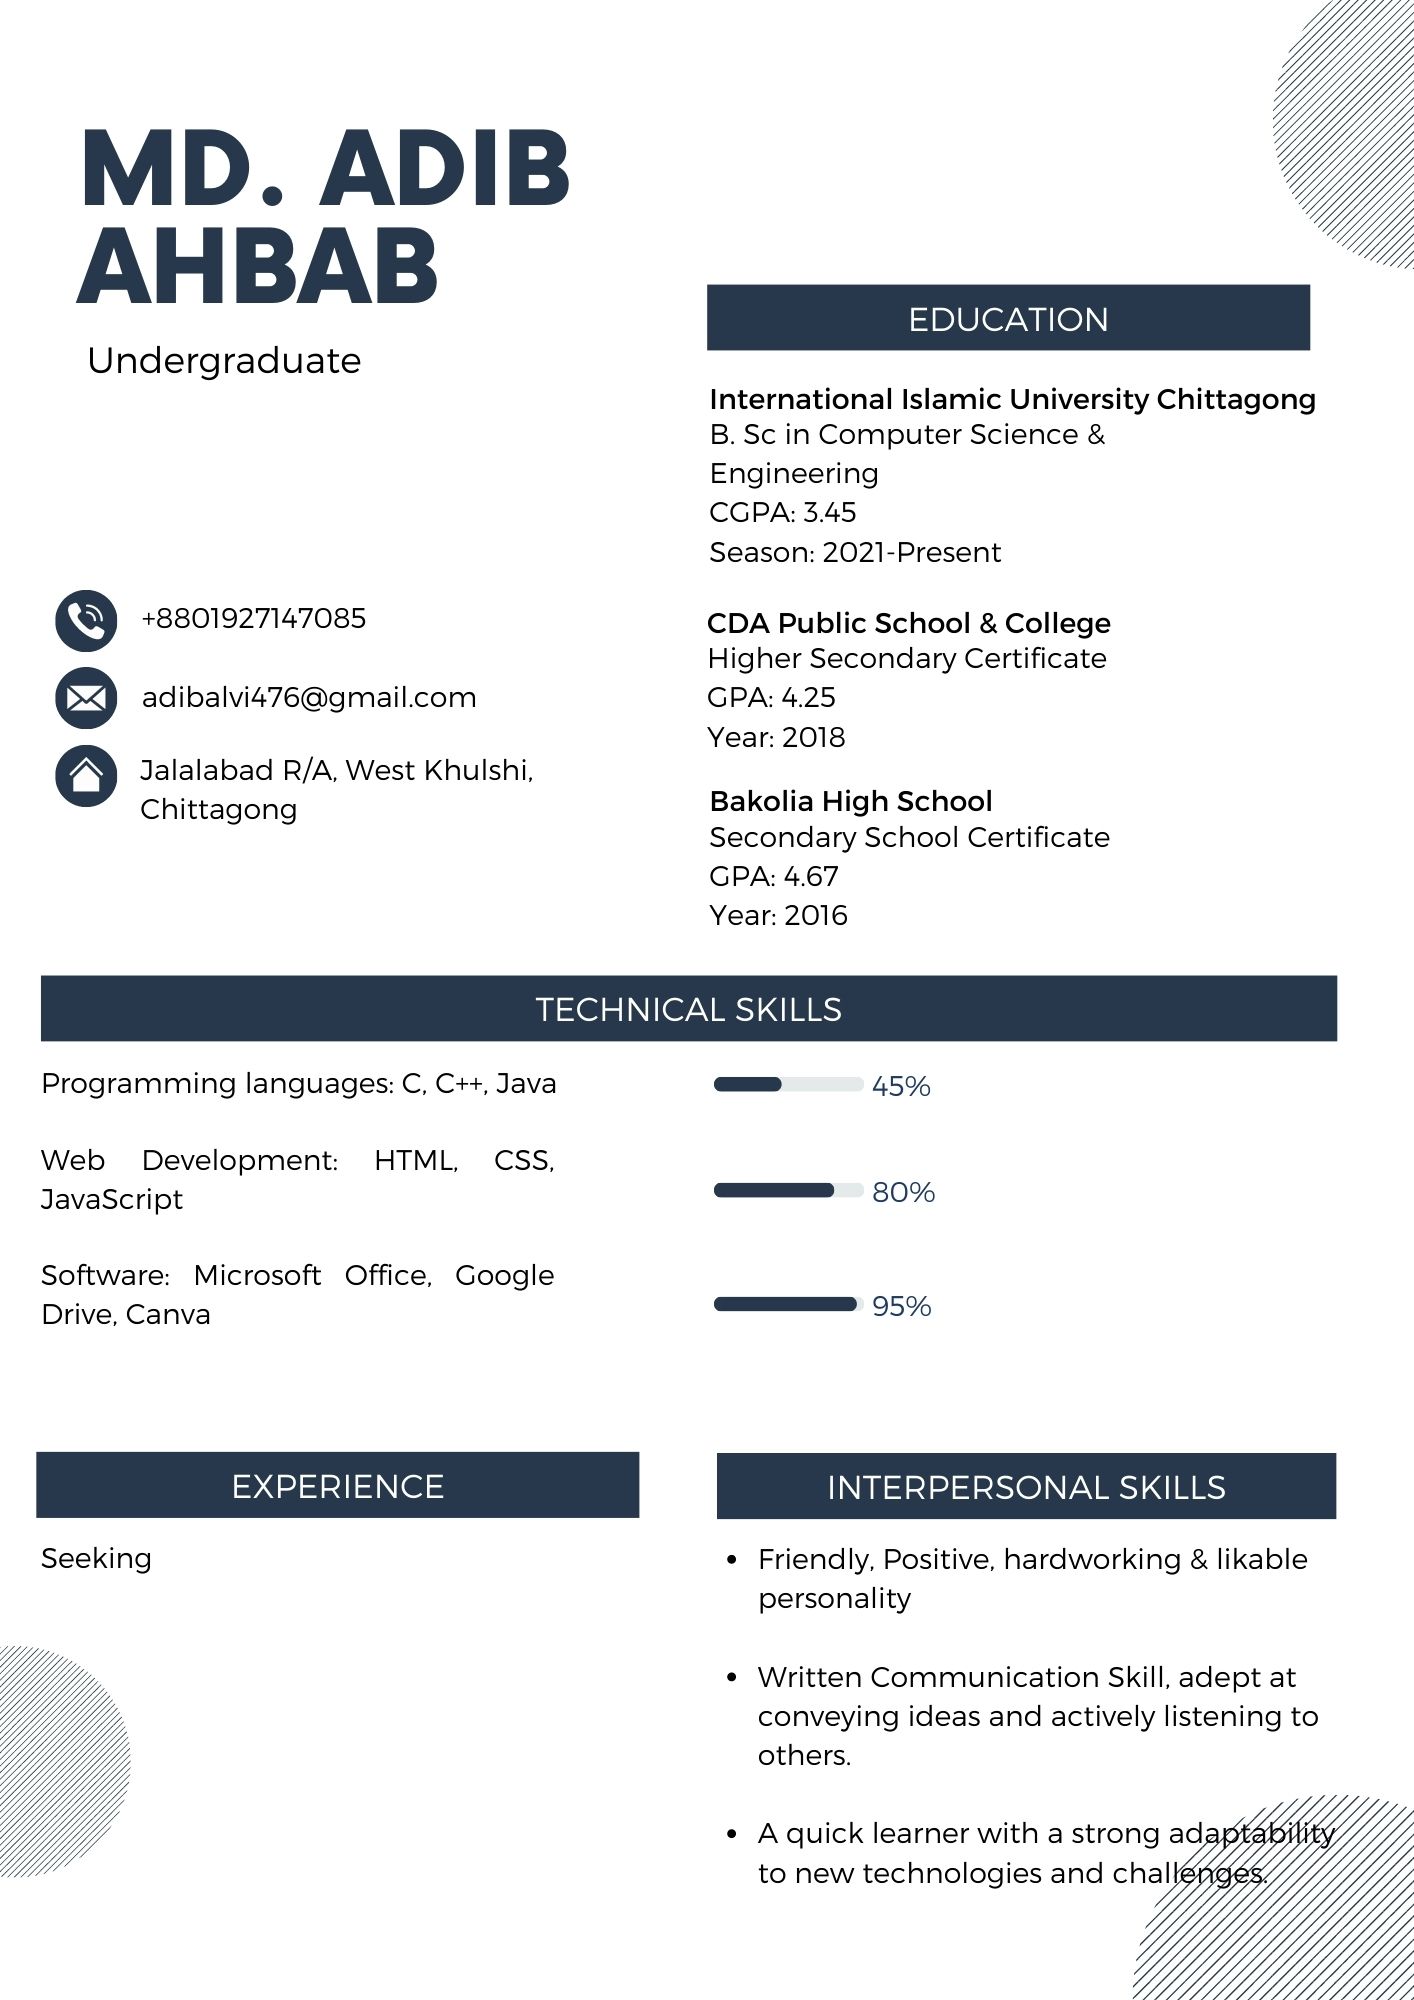 MD. ADIB
AHBAB
Undergraduate
+8801927147085
adibalvi476@gmail.com
Jalalabad R/A, West Khulshi,
Chittagong
EDUCATION
International Islamic University Chittagong
B. Sc in Computer Science &
Engineering
CGPA: 3.45
Season: 2021-Present
CDA Public School & College
Higher Secondary Certificate
GPA: 4.25
Year: 2018
Bakolia High School
Secondary School Certificate
GPA: 4.67
Year: 2016
TECHNICAL SKILLS
Programming languages: C, C++, Java
45%
Web Development: HTML, CSS,
JavaScript
80%
Software: Microsoft Office, Google
Drive, Canva
95%
EXPERIENCE
Seeking
INTERPERSONAL SKILLS
• Friendly, Positive, hardworking & likable
personality
• Written Communication Skill, adept at
conveying ideas and actively listening to
others.
• A quick learner with a strong adaptability
to new technologies and challenges.